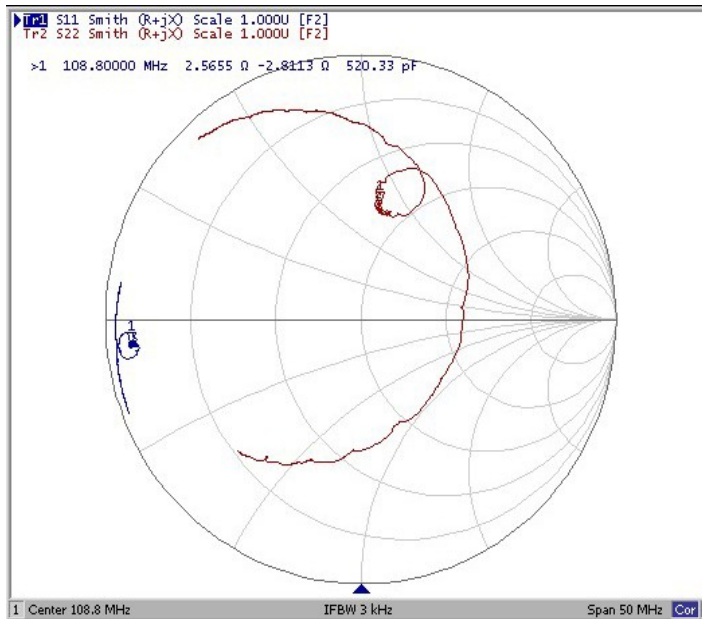 Tr1 S11 Smith (R+jX) Scale 1.000U [F2]
Tr2 S22 Smith (R+jX) Scale 1.000U [F2]
>1 108.80000 MHz 2.5655 Ω -2.8113 Ω 520.33 pF
1
1 Center 108.8 MHz IFBW 3 kHz Span 50 MHz Cor